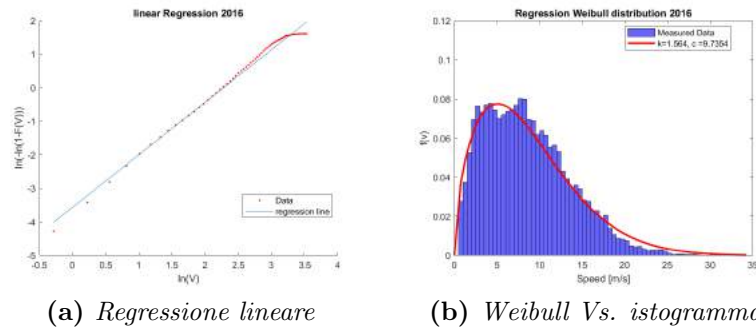 linear Regression 2016
2
1
0
-1
-2
-3
-4
-5
ln(-ln(1-F(V)))
-0.5 0 0.5 1 1.5 2 2.5 3 3.5 4
ln(V)
Data
regression line
(a) Regressione lineare
Regression Weibull distribution 2016
0.12
0.1
0.08
0.06
0.04
0.02
0
f(v)
0 5 10 15 20 25 30 35
Speed [m/s]
Measured Data
k=1.564, c =9.7354
(b) Weibull Vs. istogramma